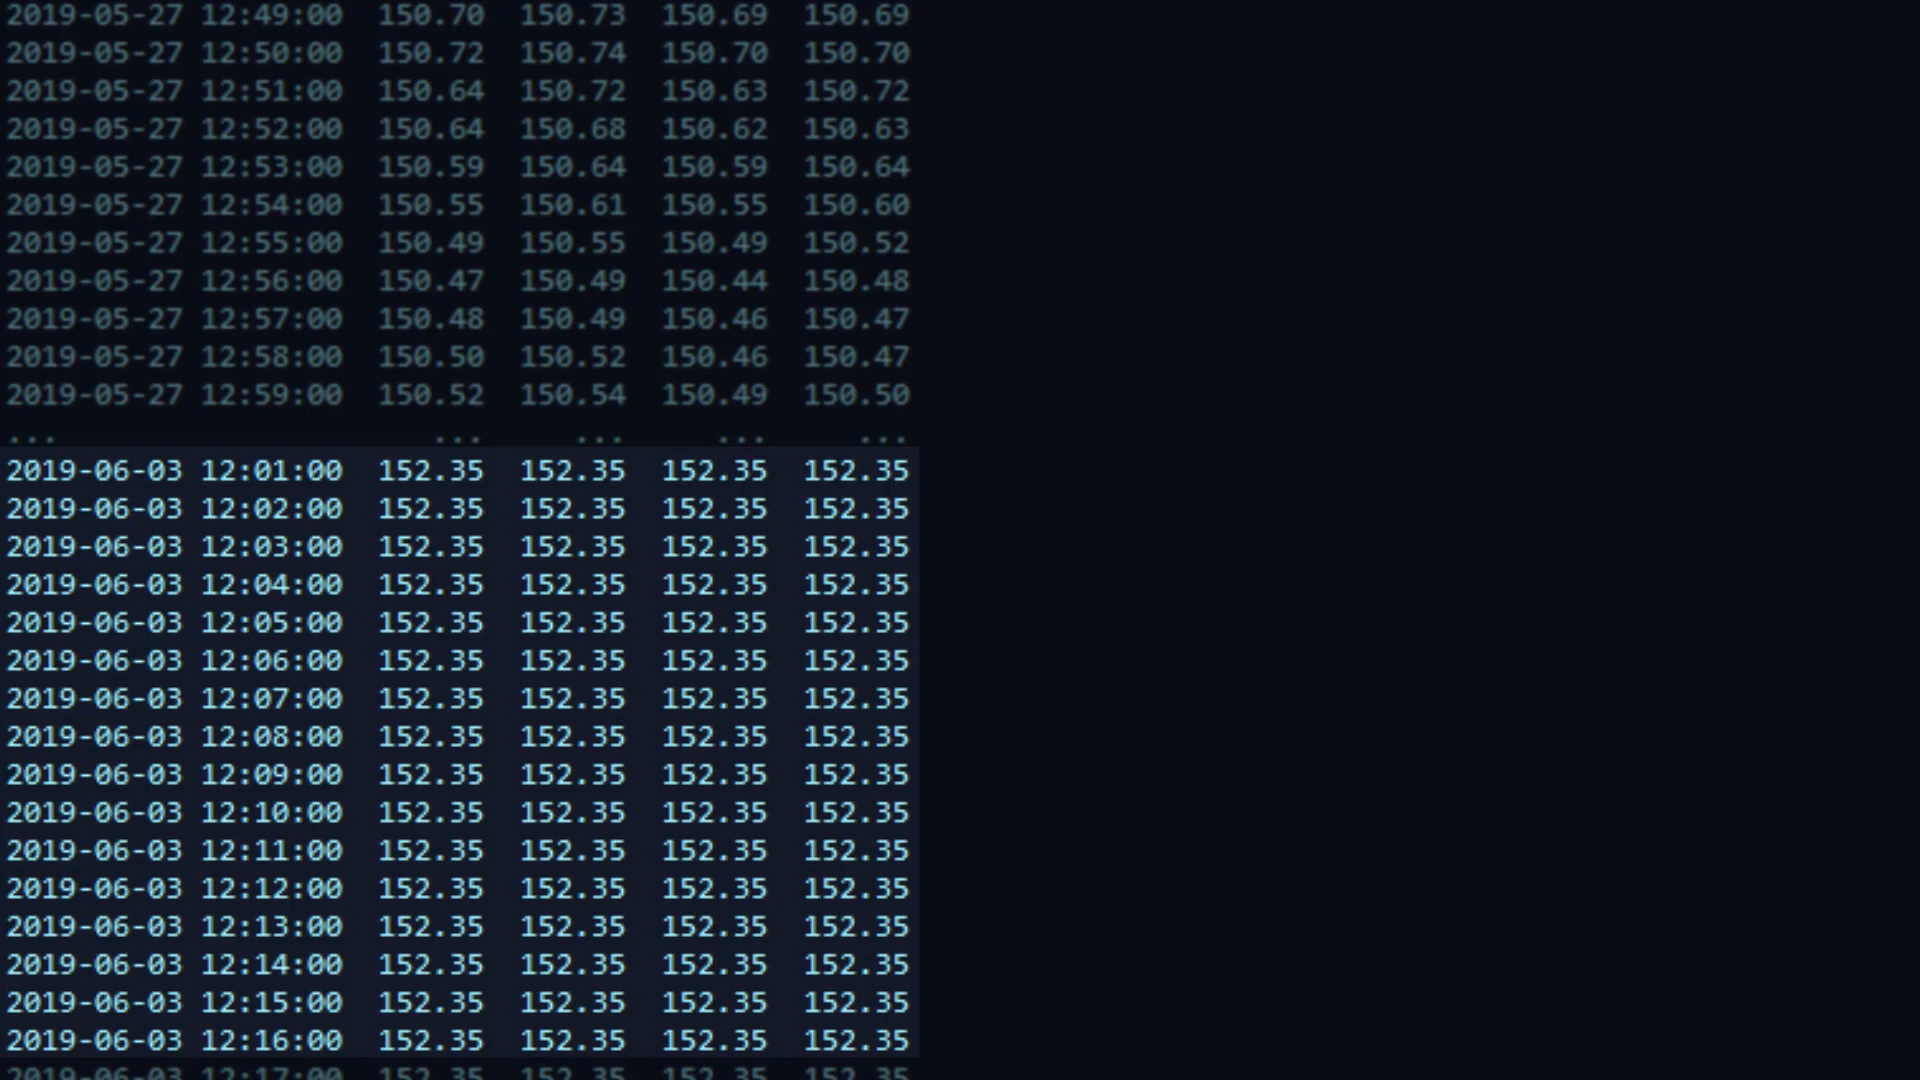 2019-05-27 12:49:00 150.70 150.73 150.69 150.69
2019-05-27 12:50:00 150.72 150.74 150.70 150.70
2019-05-27 12:51:00 150.64 150.72 150.63 150.72
2019-05-27 12:52:00 150.64 150.68 150.62 150.63
2019-05-27 12:53:00 150.59 150.64 150.59 150.64
2019-05-27 12:54:00 150.55 150.61 150.55 150.60
2019-05-27 12:55:00 150.49 150.55 150.49 150.52
2019-05-27 12:56:00 150.47 150.49 150.44 150.48
2019-05-27 12:57:00 150.48 150.49 150.46 150.47
2019-05-27 12:58:00 150.50 150.52 150.46 150.47
2019-05-27 12:59:00 150.52 150.54 150.49 150.50
... ... ... ... ...
2019-06-03 12:01:00 152.35 152.35 152.35 152.35
2019-06-03 12:02:00 152.35 152.35 152.35 152.35
2019-06-03 12:03:00 152.35 152.35 152.35 152.35
2019-06-03 12:04:00 152.35 152.35 152.35 152.35
2019-06-03 12:05:00 152.35 152.35 152.35 152.35
2019-06-03 12:06:00 152.35 152.35 152.35 152.35
2019-06-03 12:07:00 152.35 152.35 152.35 152.35
2019-06-03 12:08:00 152.35 152.35 152.35 152.35
2019-06-03 12:09:00 152.35 152.35 152.35 152.35
2019-06-03 12:10:00 152.35 152.35 152.35 152.35
2019-06-03 12:11:00 152.35 152.35 152.35 152.35
2019-06-03 12:12:00 152.35 152.35 152.35 152.35
2019-06-03 12:13:00 152.35 152.35 152.35 152.35
2019-06-03 12:14:00 152.35 152.35 152.35 152.35
2019-06-03 12:15:00 152.35 152.35 152.35 152.35
2019-06-03 12:16:00 152.35 152.35 152.35 152.35
2019-06-03 12:17:00 152.35 152.35 152.35 152.35